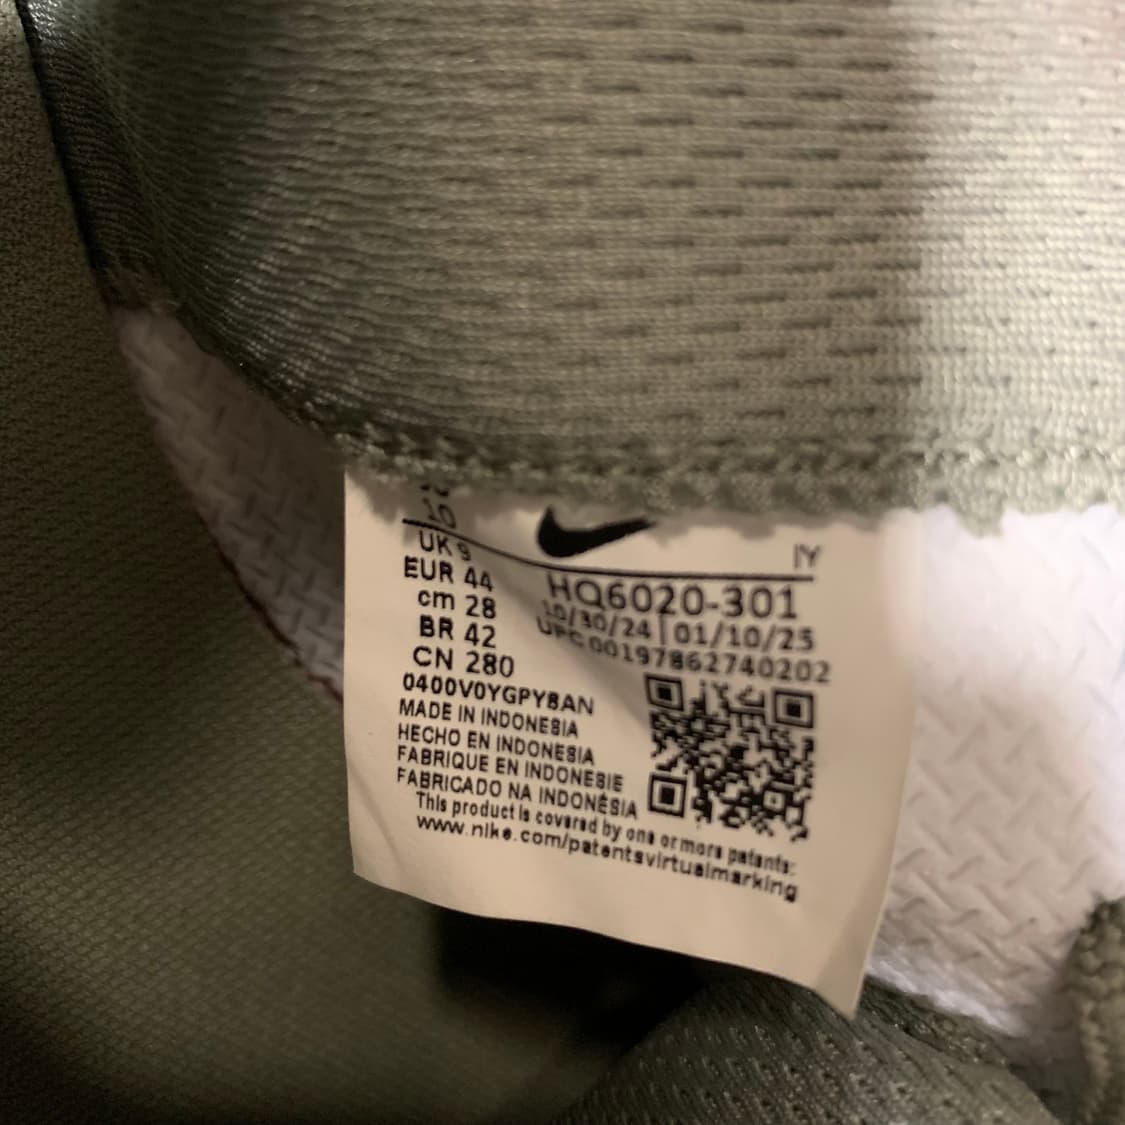 10
UK 9
EUR 44
cm 28
BR 42
CN 280
IY
HQ6020-301
10/30/24 | 01/10/25
UPC 00197862740202
0400V0YGPY8AN
MADE IN INDONESIA
HECHO EN INDONESIA
FABRIQUE EN INDONESIE
FABRICADO NA INDONÉSIA
This product is covered by one or more patents:
www.nike.com/patentsvirtualmarking